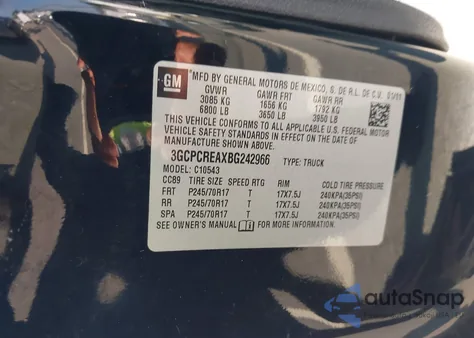 GM
MFD BY GENERAL MOTORS DE MEXICO, S. DE R.L. DE C.V.
GVWR GAWR FRT GAWR RR
3085 KG 1656 KG 1792 KG
6800 LB 3650 LB 3950 LB
THIS VEHICLE CONFORMS TO ALL APPLICABLE U.S. FEDERAL MOTOR
VEHICLE SAFETY STANDARDS IN EFFECT ON THE DATE OF
MANUFACTURE SHOWN ABOVE.
3GCPCREAXBG242966 TYPE: TRUCK
MODEL: C10543
CC89 TIRE SIZE SPEED RTG RIM COLD TIRE PRESSURE
FRT P245/70R17 T 17X7.5J 240KPA(35PSI)
RR P245/70R17 T 17X7.5J 240KPA(35PSI)
SPA P245/70R17 T 17X7.5J 240KPA(35PSI)
SEE OWNER'S MANUAL FOR MORE INFORMATION.
autoSnap